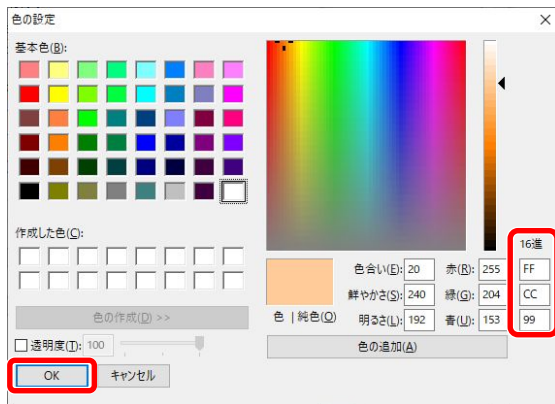 色の設定
基本色(B):
作成した色(C):
色の作成(D) >>
透明度(T): 100
OK キャンセル
16進
色合い(E): 20 赤(R): 255 FF
鮮やかさ(S): 240 緑(G): 204 CC
色 | 純色(O) 明るさ(L): 192 青(U): 153 99
色の追加(A)